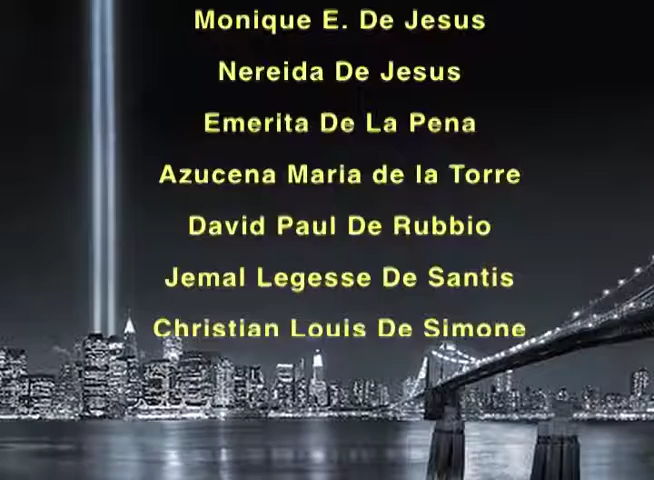 Monique E. De Jesus
Nereida De Jesus
Emerita De La Pena
Azucena Maria de la Torre
David Paul De Rubbio
Jemal Legesse De Santis
Christian Louis De Simone